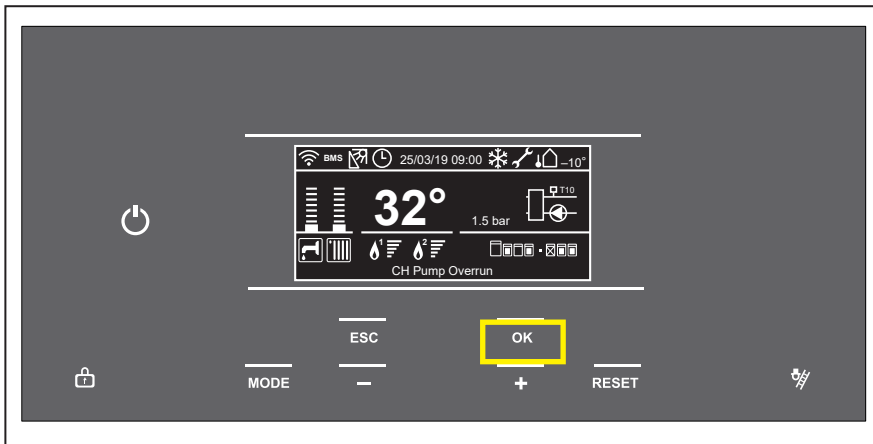 BMS 25/03/19 09:00 –10°
T10
32°
1.5 bar
1 2
CH Pump Overrun
ESC OK
MODE – + RESET